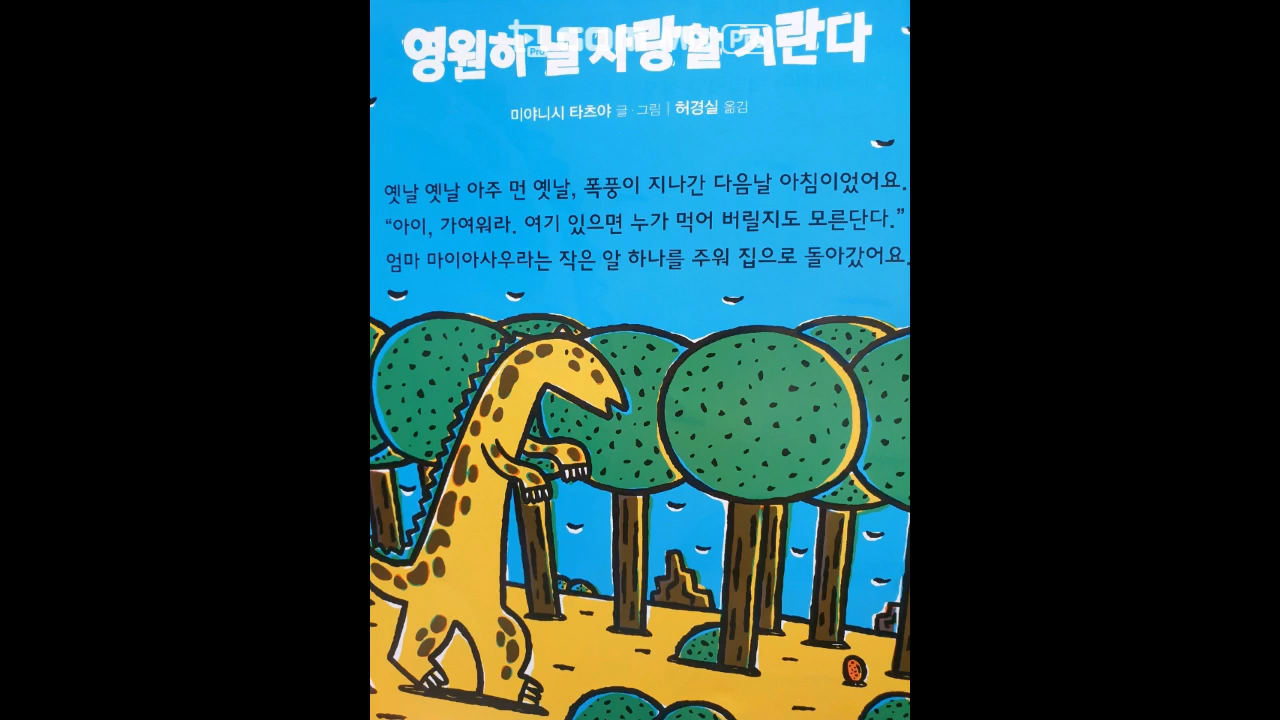 영원히 널 사랑할 거란다
미야니시 타츠야 글·그림 | 허경실 옮김
옛날 옛날 아주 먼 옛날, 폭풍이 지나간 다음날 아침이었어요.
“아이, 가여워라. 여기 있으면 누가 먹어 버릴지도 모른단다.”
엄마 마이아사우라는 작은 알 하나를 주워 집으로 돌아갔어요.